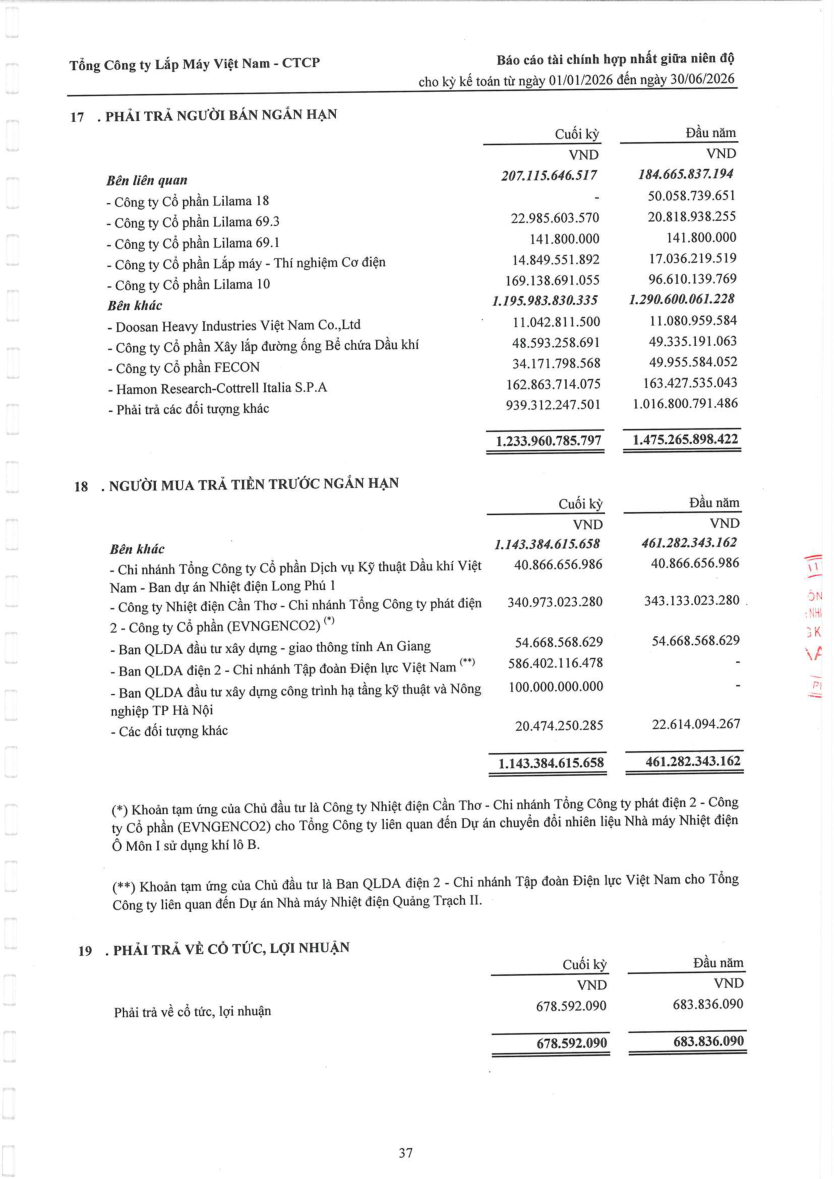 Tổng Công ty Lắp Máy Việt Nam - CTCP
Báo cáo tài chính hợp nhất giữa niên độ
cho kỳ kế toán từ ngày 01/01/2026 đến ngày 30/06/2026
17 . PHẢI TRẢ NGƯỜI BÁN NGẮN HẠN
Cuối kỳ Đầu năm
VND VND
Bên liên quan 207.115.646.517 184.665.837.194
- Công ty Cổ phần Lilama 18 - 50.058.739.651
- Công ty Cổ phần Lilama 69.3 22.985.603.570 20.818.938.255
- Công ty Cổ phần Lilama 69.1 141.800.000 141.800.000
- Công ty Cổ phần Lắp máy - Thí nghiệm Cơ điện 14.849.551.892 17.036.219.519
- Công ty Cổ phần Lilama 10 169.138.691.055 96.610.139.769
Bên khác 1.195.983.830.335 1.290.600.061.228
- Doosan Heavy Industries Việt Nam Co.,Ltd 11.042.811.500 11.080.959.584
- Công ty Cổ phần Xây lắp đường ống Bể chứa Dầu khí 48.593.258.691 49.335.191.063
- Công ty Cổ phần FECON 34.171.798.568 49.955.584.052
- Hamon Research-Cottrell Italia S.P.A 162.863.714.075 163.427.535.043
- Phải trả các đối tượng khác 939.312.247.501 1.016.800.791.486
1.233.960.785.797 1.475.265.898.422
18 . NGƯỜI MUA TRẢ TIỀN TRƯỚC NGẮN HẠN
Cuối kỳ Đầu năm
VND VND
Bên khác 1.143.384.615.658 461.282.343.162
- Chi nhánh Tổng Công ty Cổ phần Dịch vụ Kỹ thuật Dầu khí Việt 40.866.656.986 40.866.656.986
Nam - Ban dự án Nhiệt điện Long Phú 1
- Công ty Nhiệt điện Cần Thơ - Chi nhánh Tổng Công ty phát điện 340.973.023.280 343.133.023.280
2 - Công ty Cổ phần (EVNGENCO2) (*)
- Ban QLDA đầu tư xây dựng - giao thông tỉnh An Giang 54.668.568.629 54.668.568.629
- Ban QLDA điện 2 - Chi nhánh Tập đoàn Điện lực Việt Nam (**) 586.402.116.478 -
- Ban QLDA đầu tư xây dựng công trình hạ tầng kỹ thuật và Nông 100.000.000.000 -
nghiệp TP Hà Nội
- Các đối tượng khác 20.474.250.285 22.614.094.267
1.143.384.615.658 461.282.343.162
(*) Khoản tạm ứng của Chủ đầu tư là Công ty Nhiệt điện Cần Thơ - Chi nhánh Tổng Công ty phát điện 2 - Công
ty Cổ phần (EVNGENCO2) cho Tổng Công ty liên quan đến Dự án chuyển đổi nhiên liệu Nhà máy Nhiệt điện
Ô Môn I sử dụng khí lô B.
(**) Khoản tạm ứng của Chủ đầu tư là Ban QLDA điện 2 - Chi nhánh Tập đoàn Điện lực Việt Nam cho Tổng
Công ty liên quan đến Dự án Nhà máy Nhiệt điện Quảng Trạch II.
19 . PHẢI TRẢ VỀ CỔ TỨC, LỢI NHUẬN
Cuối kỳ Đầu năm
VND VND
Phải trả về cổ tức, lợi nhuận 678.592.090 683.836.090
678.592.090 683.836.090
37